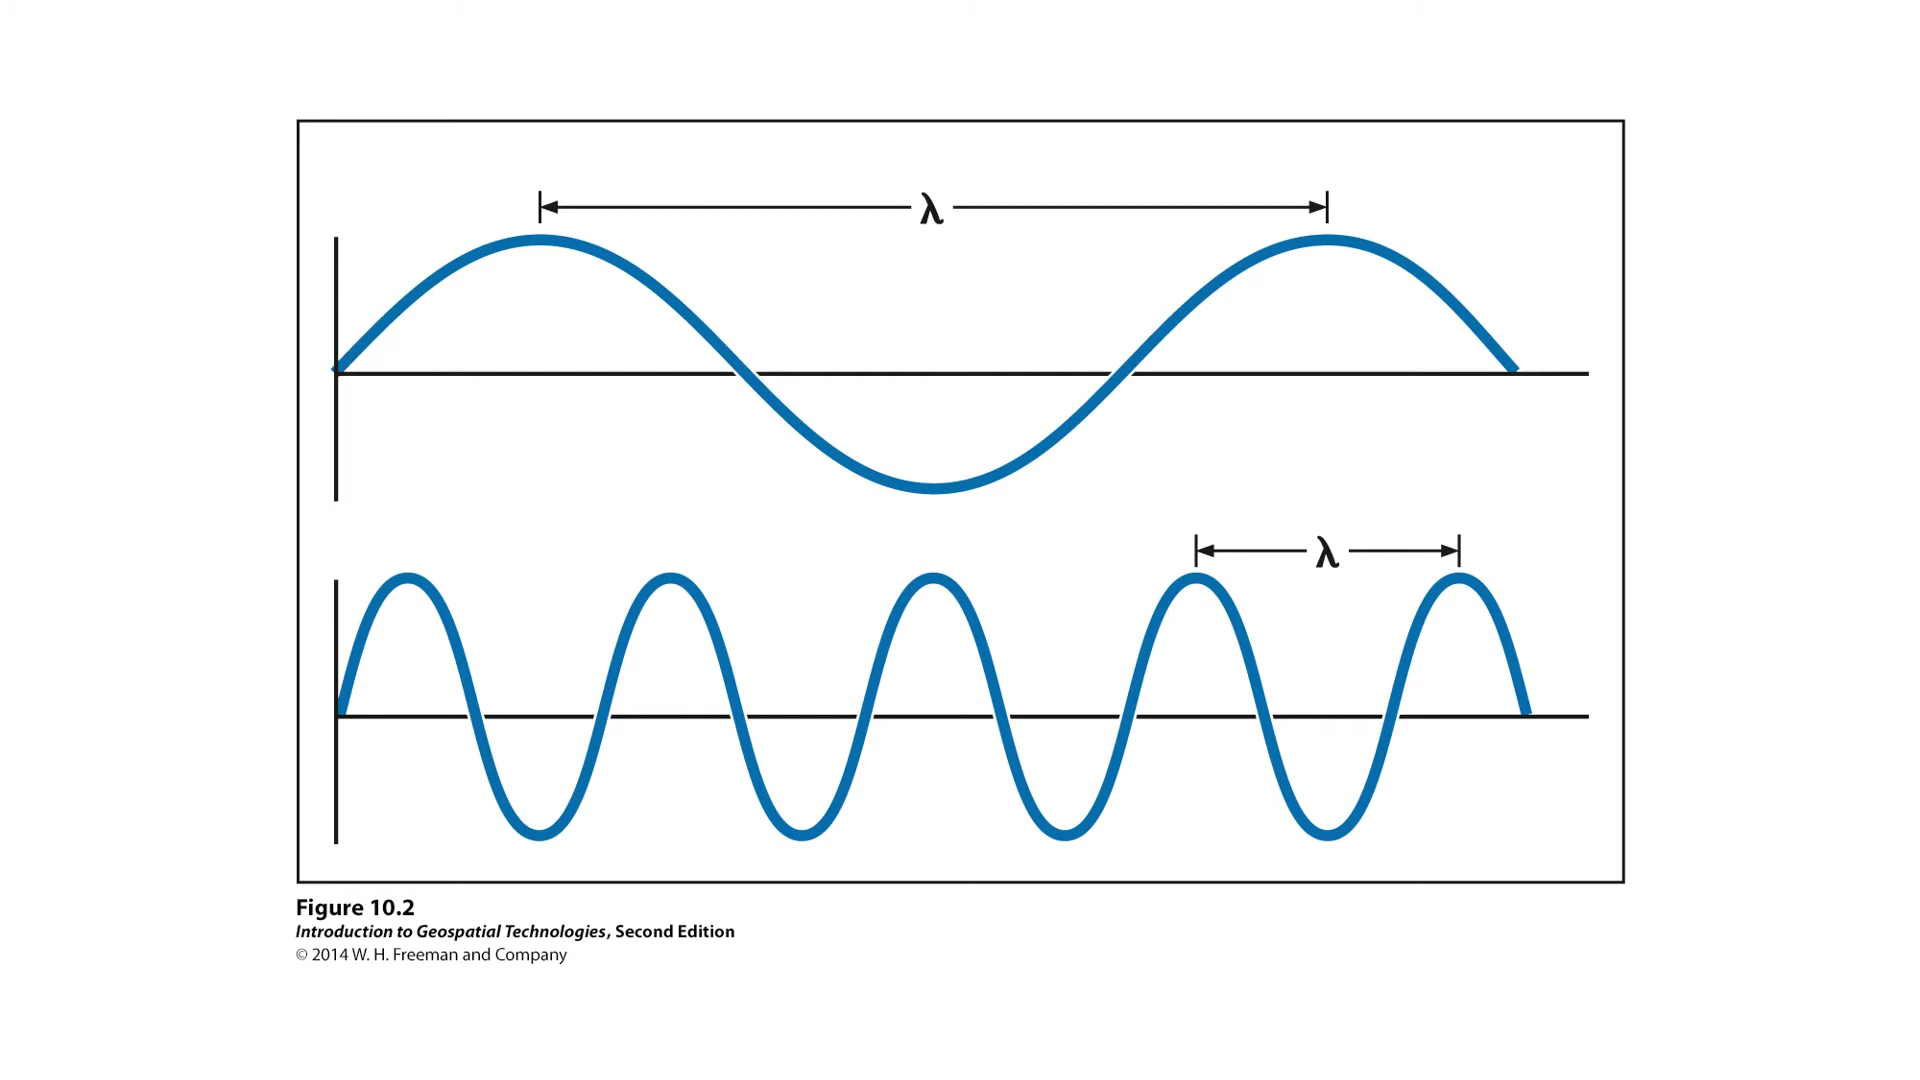 λ
λ
Figure 10.2
Introduction to Geospatial Technologies, Second Edition
© 2014 W. H. Freeman and Company